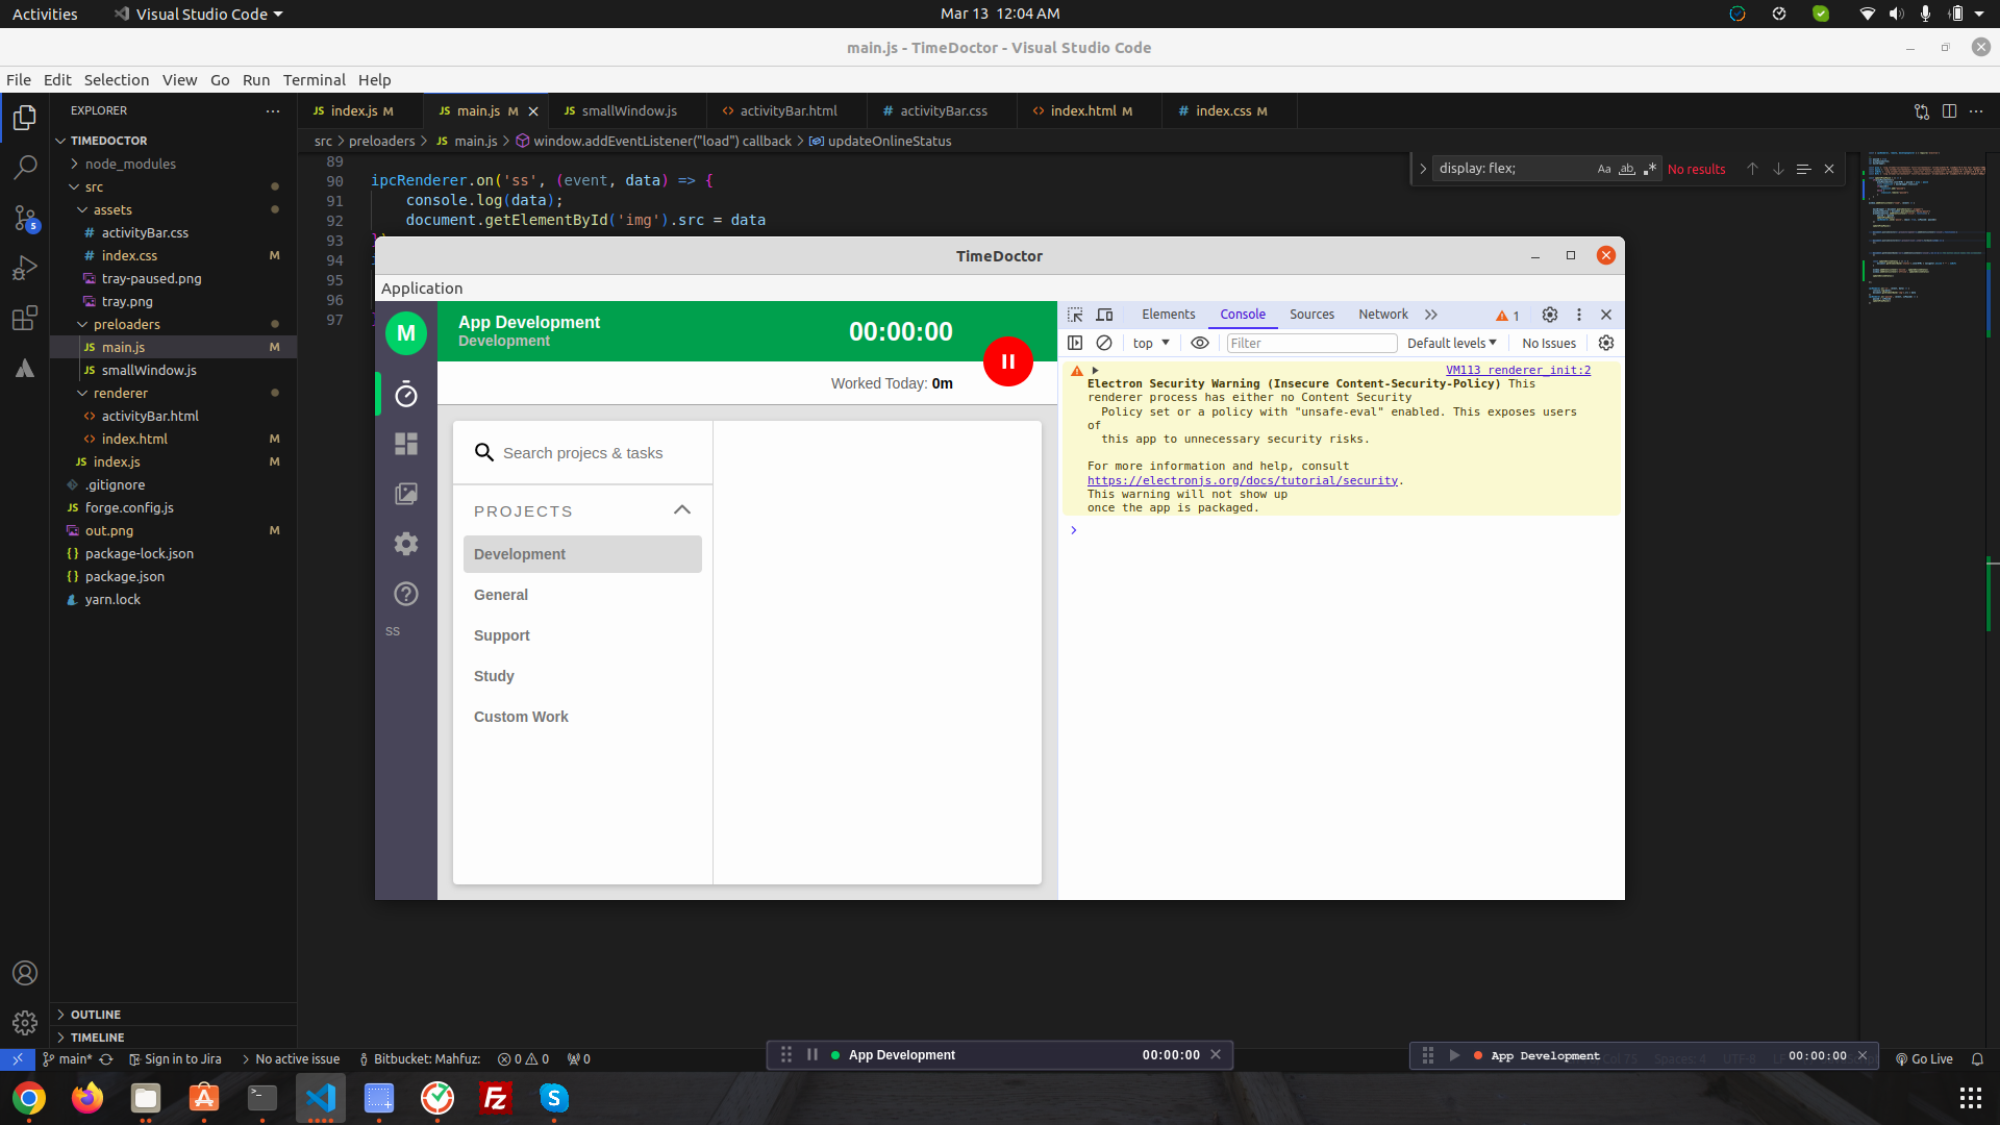 Activities
Visual Studio Code
Mar 13 12:04 AM
main.js - TimeDoctor - Visual Studio Code
File Edit Selection View Go Run Terminal Help
EXPLORER
JS index.js M
JS main.js M
JS smallWindow.js
<> activityBar.html
# activityBar.css
<> index.html M
# index.css M
src > preloaders > JS main.js > window.addEventListener("load") callback > updateOnlineStatus
TIMEDOCTOR
node_modules
src
assets
# activityBar.css
# index.css M
tray-paused.png
tray.png
preloaders
JS main.js M
JS smallWindow.js
renderer
<> activityBar.html
<> index.html M
JS index.js M
.gitignore
JS forge.config.js
out.png M
{} package-lock.json
{} package.json
yarn.lock
OUTLINE
TIMELINE
89
90 ipcRenderer.on('ss', (event, data) => {
91 console.log(data);
92 document.getElementById('img').src = data
93
94
95
96
97
display: flex;
Aa ab .*
No results
TimeDoctor
Application
M
App Development
Development
00:00:00
Worked Today: 0m
Search projecs & tasks
PROJECTS
Development
General
Support
Study
Custom Work
SS
Elements Console Sources Network
1
top
Filter
Default levels
No Issues
VM113 renderer_init:2
Electron Security Warning (Insecure Content-Security-Policy) This
renderer process has either no Content Security
Policy set or a policy with "unsafe-eval" enabled. This exposes users
of
this app to unnecessary security risks.
For more information and help, consult
https://electronjs.org/docs/tutorial/security.
This warning will not show up
once the app is packaged.
>
main*
Sign in to Jira
No active issue
Bitbucket: Mahfuz:
0 0
0
App Development 00:00:00
App Development 00:00:00
Go Live